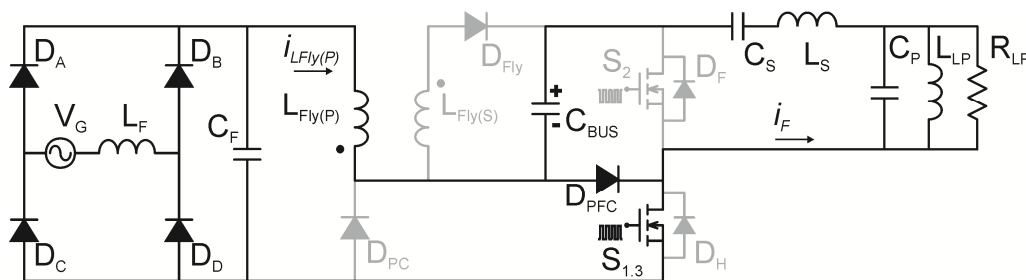 D_A
D_B
V_G
L_F
C_F
D_C
D_D
i_LFly(P)
L_Fly(P)
D_PC
D_Fly
L_Fly(S)
+
-
C_BUS
D_PFC
S_2
D_F
S_1.3
D_H
C_S
L_S
i_F
C_P
L_LP
R_LP